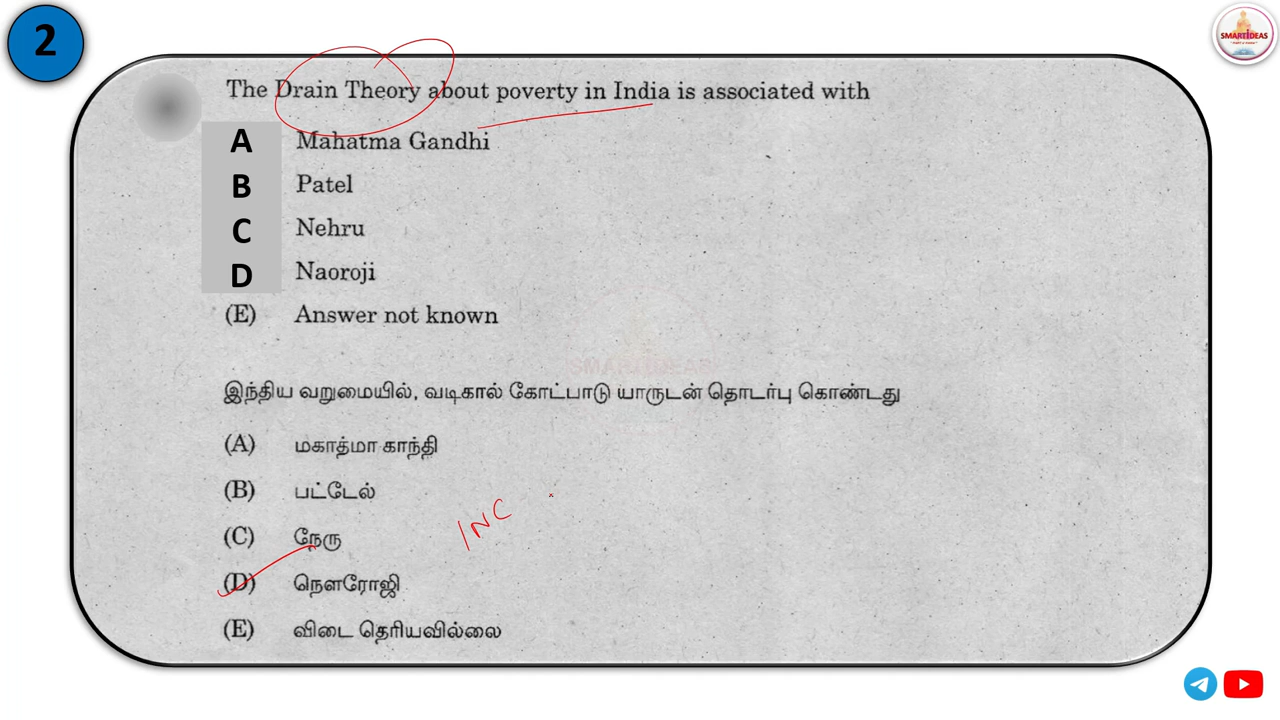 2
SMARTIDEAS
The Drain Theory about poverty in India is associated with
A Mahatma Gandhi
B Patel
C Nehru
D Naoroji
(E) Answer not known
SMARTIDEAS
இந்திய வறுமையில், வடிகால் கோட்பாடு யாருடன் தொடர்பு கொண்டது
(A) மகாத்மா காந்தி
(B) பட்டேல்
(C) நேரு
INC
(D) நௌரோஜி
(E) விடை தெரியவில்லை